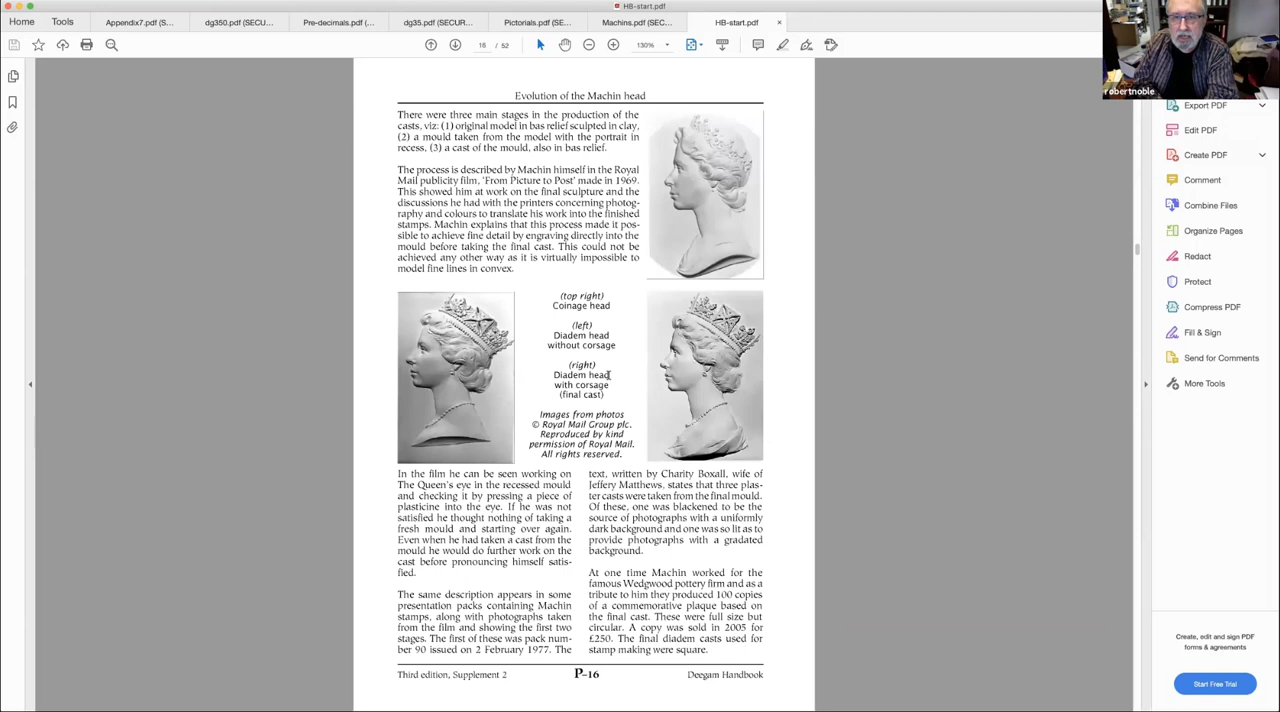 HB-start.pdf
Home
Tools
Appendix7.pdf (S...
dg350.pdf (SECU...
Pre-decimals.pdf (...
dg35.pdf (SECUR...
Pictorials.pdf (SE...
Machins.pdf (SEC...
HB-start.pdf
×
16 / 52
130%
robertnoble
Evolution of the Machin head
There were three main stages in the production of the
casts, viz: (1) original model in bas relief sculpted in clay,
(2) a mould taken from the model with the portrait in
recess, (3) a cast of the mould, also in bas relief.
The process is described by Machin himself in the Royal
Mail publicity film, 'From Picture to Post' made in 1969.
This showed him at work on the final sculpture and the
discussions he had with the printers concerning photog-
raphy and colours to translate his work into the finished
stamps. Machin explains that this process made it pos-
sible to achieve fine detail by engraving directly into the
mould before taking the final cast. This could not be
achieved any other way as it is virtually impossible to
model fine lines in convex.
(top right)
Coinage head
(left)
Diadem head
without corsage
(right)
Diadem head
with corsage
(final cast)
Images from photos
© Royal Mail Group plc.
Reproduced by kind
permission of Royal Mail.
All rights reserved.
In the film he can be seen working on
The Queen's eye in the recessed mould
and checking it by pressing a piece of
plasticine into the eye. If he was not
satisfied he thought nothing of taking a
fresh mould and starting over again.
Even when he had taken a cast from the
mould he would do further work on the
cast before pronouncing himself satis-
fied.
The same description appears in some
presentation packs containing Machin
stamps, along with photographs taken
from the film and showing the first two
stages. The first of these was pack num-
ber 90 issued on 2 February 1977. The
text, written by Charity Boxall, wife of
Jeffery Matthews, states that three plas-
ter casts were taken from the final mould.
Of these, one was blackened to be the
source of photographs with a uniformly
dark background and one was so lit as to
provide photographs with a gradated
background.
At one time Machin worked for the
famous Wedgwood pottery firm and as a
tribute to him they produced 100 copies
of a commemorative plaque based on
the final cast. These were full size but
circular. A copy was sold in 2005 for
£250. The final diadem casts used for
stamp making were square.
Third edition, Supplement 2
P–16
Deegam Handbook
Export PDF
Edit PDF
Create PDF
Comment
Combine Files
Organize Pages
Redact
Protect
Compress PDF
Fill & Sign
Send for Comments
More Tools
Create, edit and sign PDF
forms & agreements
Start Free Trial